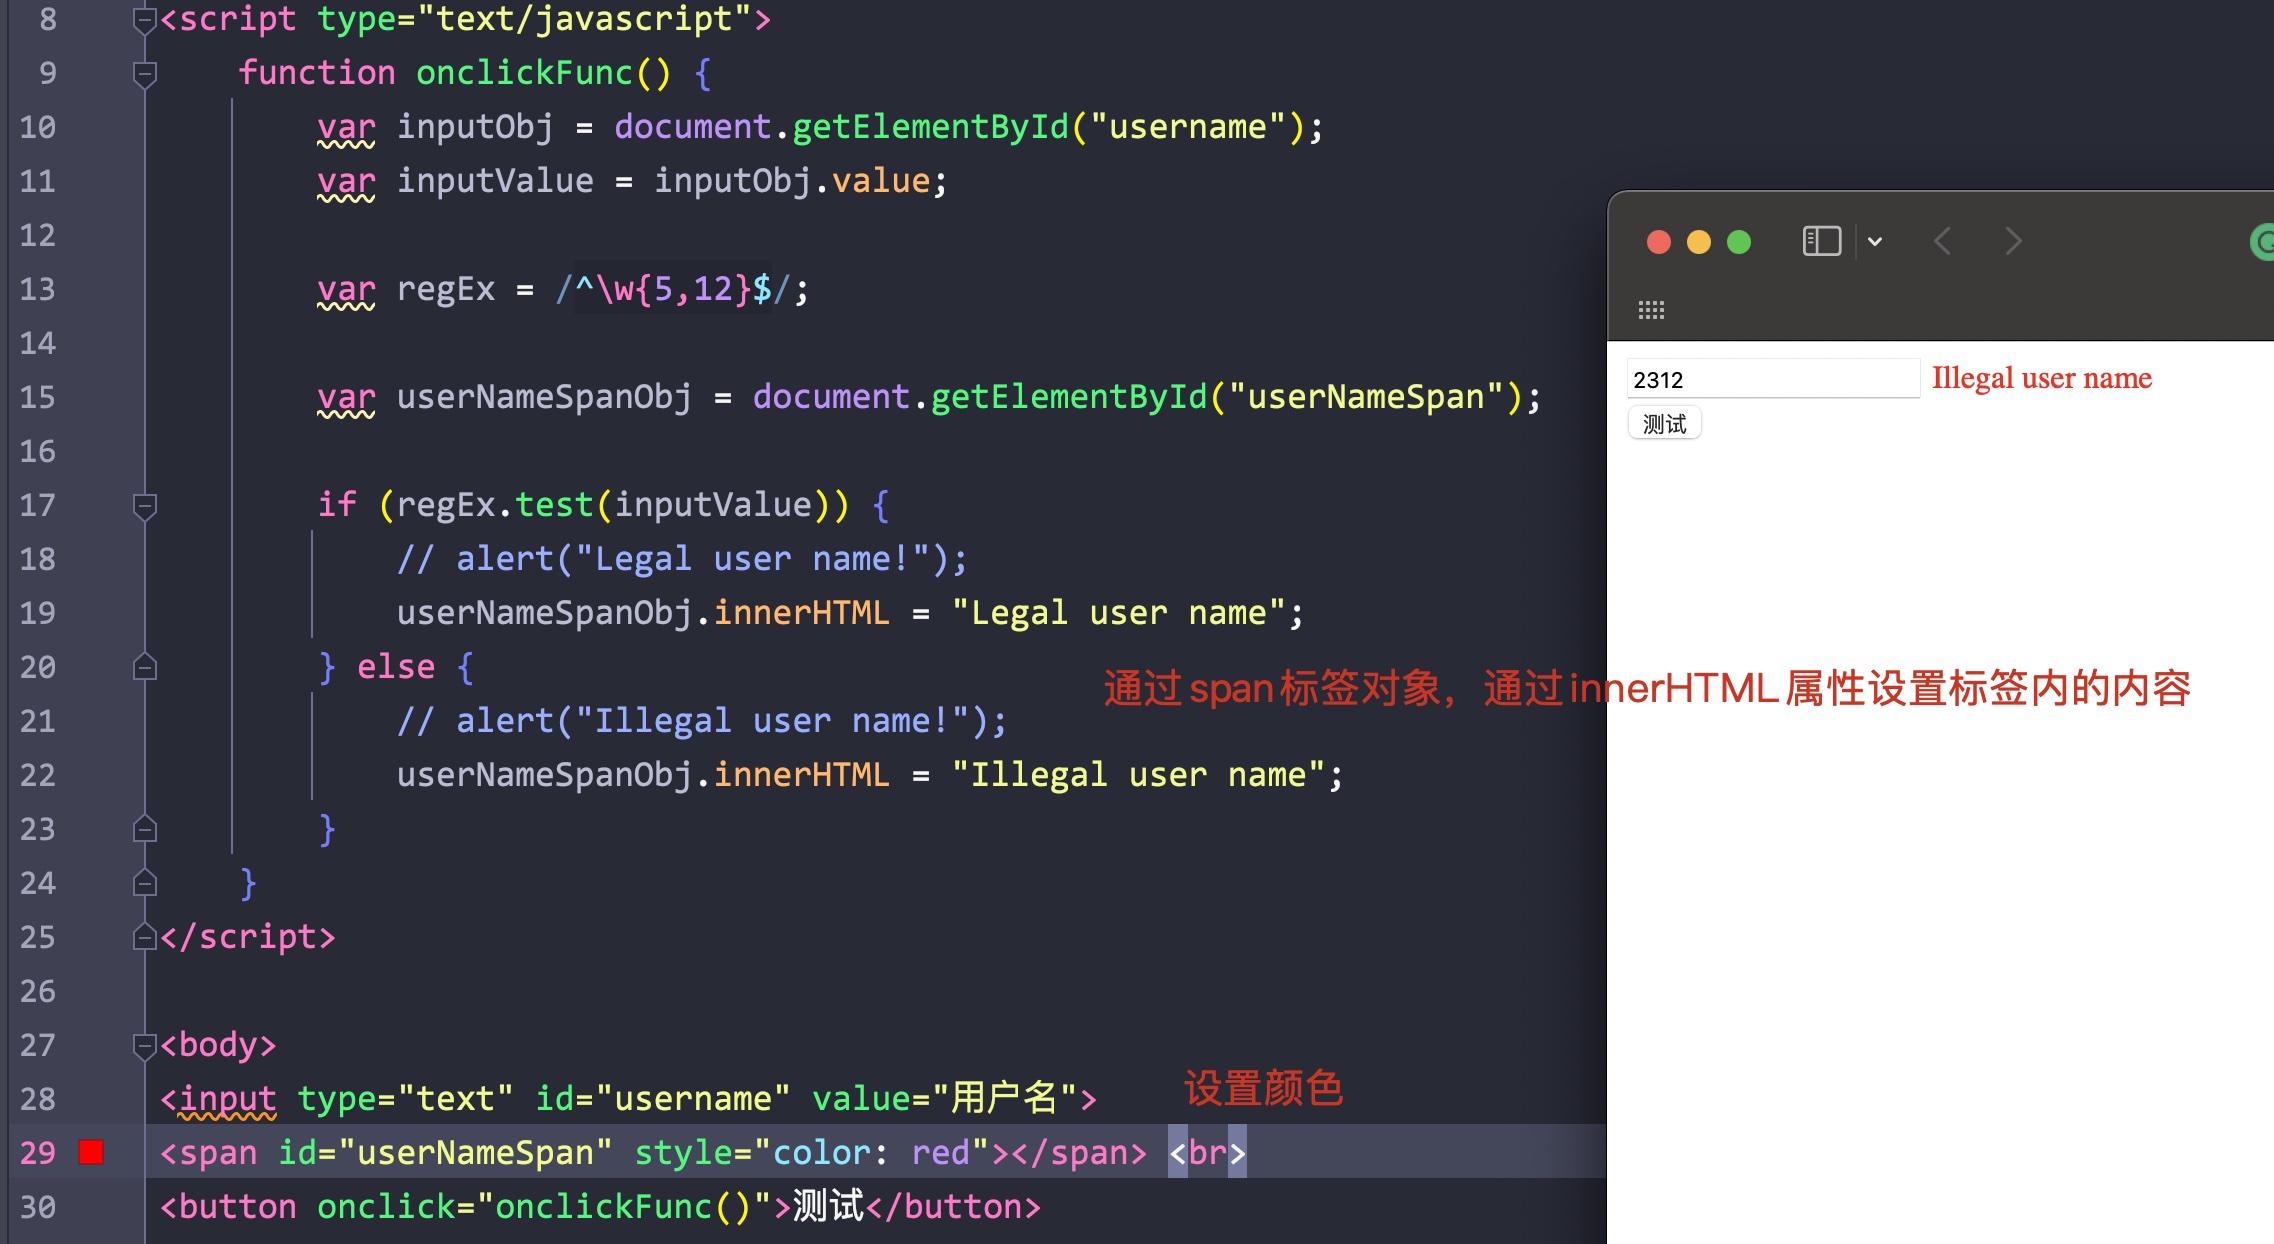 8 <script type="text/javascript">
9 function onclickFunc() {
10 var inputObj = document.getElementById("username");
11 var inputValue = inputObj.value;
12
13 var regEx = /^\w{5,12}$/;
14
15 var userNameSpanObj = document.getElementById("userNameSpan");
16
17 if (regEx.test(inputValue)) {
18 // alert("Legal user name!");
19 userNameSpanObj.innerHTML = "Legal user name";
20 } else {
通过span标签对象，通过innerHTML属性设置标签内的内容
21 // alert("Illegal user name!");
22 userNameSpanObj.innerHTML = "Illegal user name";
23 }
24 }
25 </script>
26
27 <body>
设置颜色
28 <input type="text" id="username" value="用户名">
29 <span id="userNameSpan" style="color: red"></span> <br>
30 <button onclick="onclickFunc()">测试</button>
2312 Illegal user name
测试